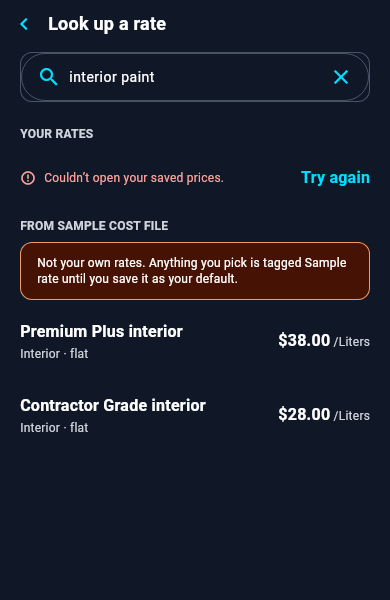 Look up a rate
interior paint
YOUR RATES
Couldn’t open your saved prices.
Try again
FROM SAMPLE COST FILE
Not your own rates. Anything you pick is tagged Sample
rate until you save it as your default.
Premium Plus interior
Interior · flat
$38.00 /Liters
Contractor Grade interior
Interior · flat
$28.00 /Liters